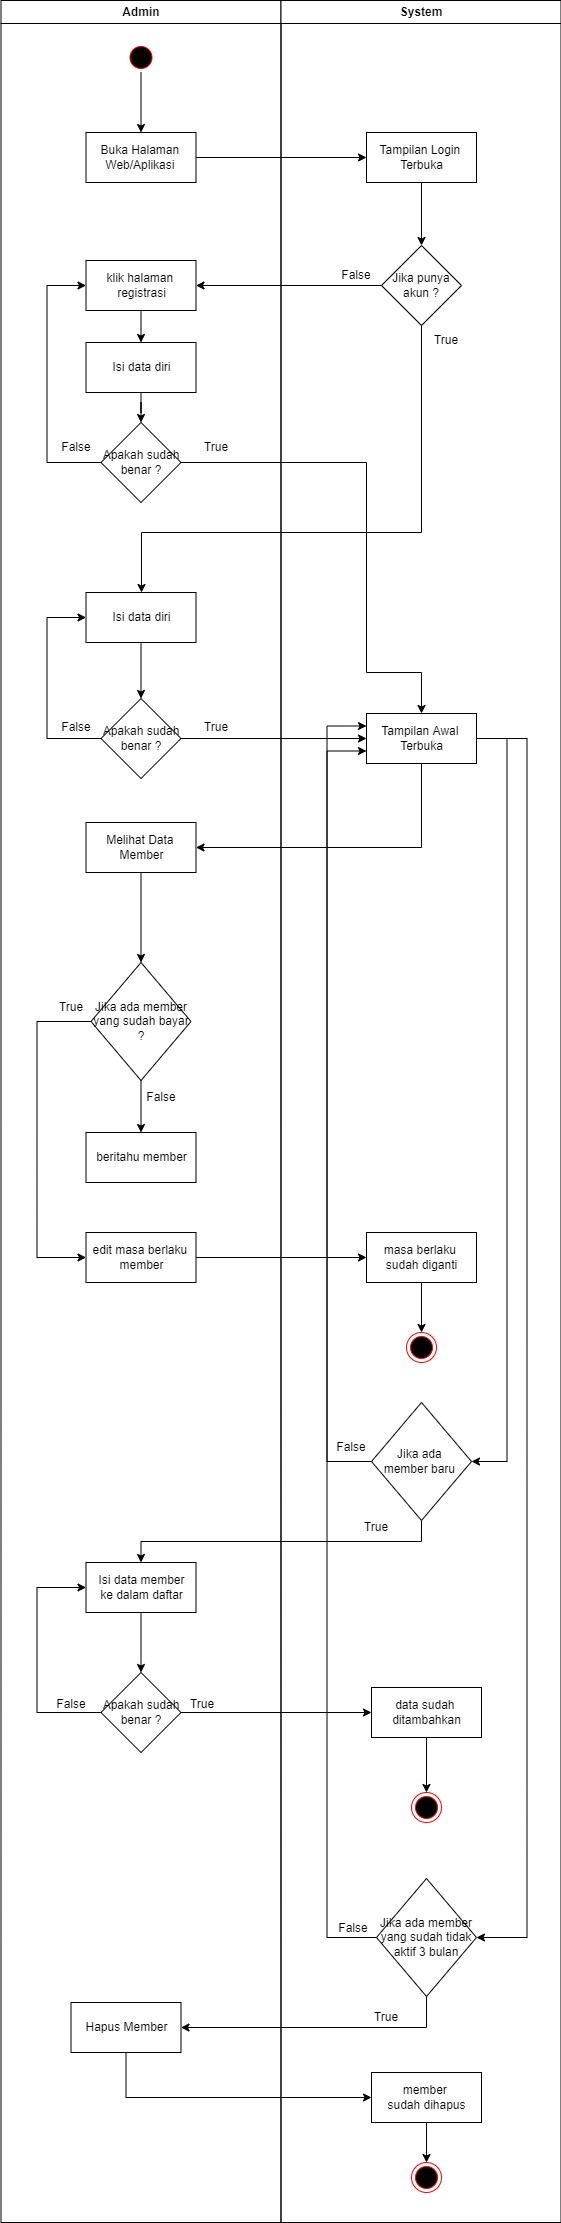 Admin
System
Buka Halaman
Web/Aplikasi
Tampilan Login
Terbuka
Jika punya
akun ?
False
True
klik halaman
registrasi
Isi data diri
Apakah sudah
benar ?
False
True
Isi data diri
Apakah sudah
benar ?
False
True
Tampilan Awal
Terbuka
Melihat Data
Member
Jika ada member
yang sudah bayar
?
True
False
beritahu member
edit masa berlaku
member
masa berlaku
sudah diganti
Jika ada
member baru
False
True
Isi data member
ke dalam daftar
Apakah sudah
benar ?
False
True
data sudah
ditambahkan
Jika ada member
yang sudah tidak
aktif 3 bulan
False
True
Hapus Member
member
sudah dihapus